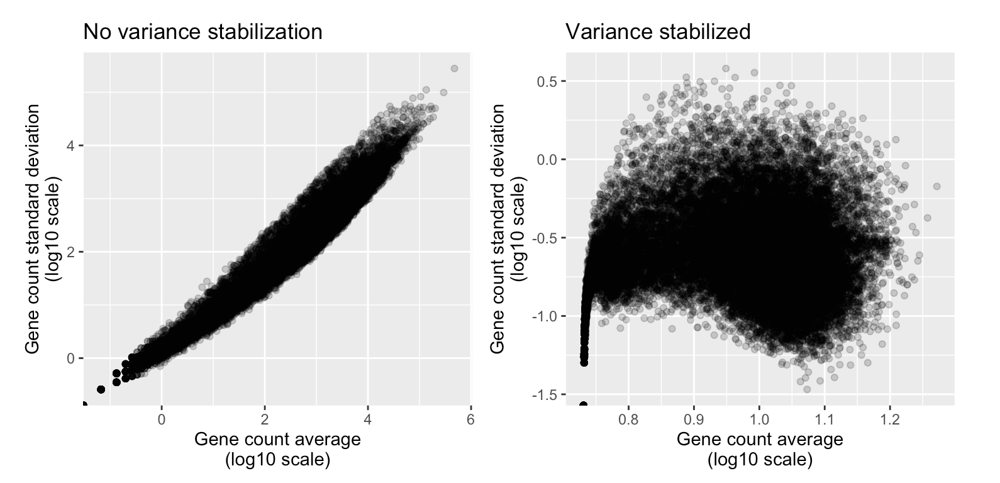 No variance stabilization
Gene count standard deviation
(log10 scale)
4
2
0
0
2
4
6
Gene count average
(log10 scale)
Variance stabilized
Gene count standard deviation
(log10 scale)
0.5
0.0
-0.5
-1.0
-1.5
0.8
0.9
1.0
1.1
1.2
Gene count average
(log10 scale)